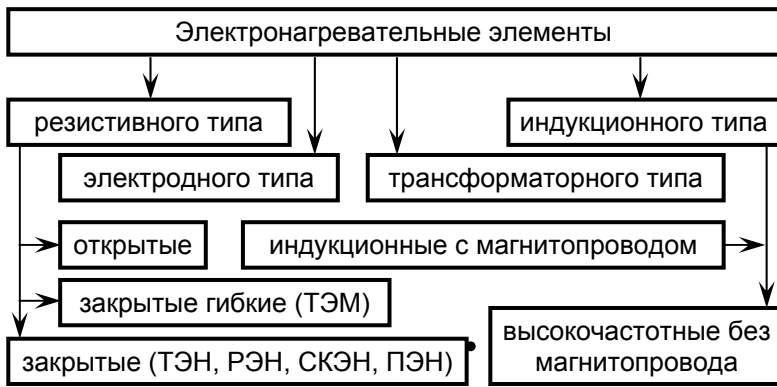 Электронагревательные элементы
резистивного типа
индукционного типа
электродного типа
трансформаторного типа
открытые
индукционные с магнитопроводом
закрытые гибкие (ТЭМ)
высокочастотные без
магнитопровода
закрытые (ТЭН, РЭН, СКЭН, ПЭН)